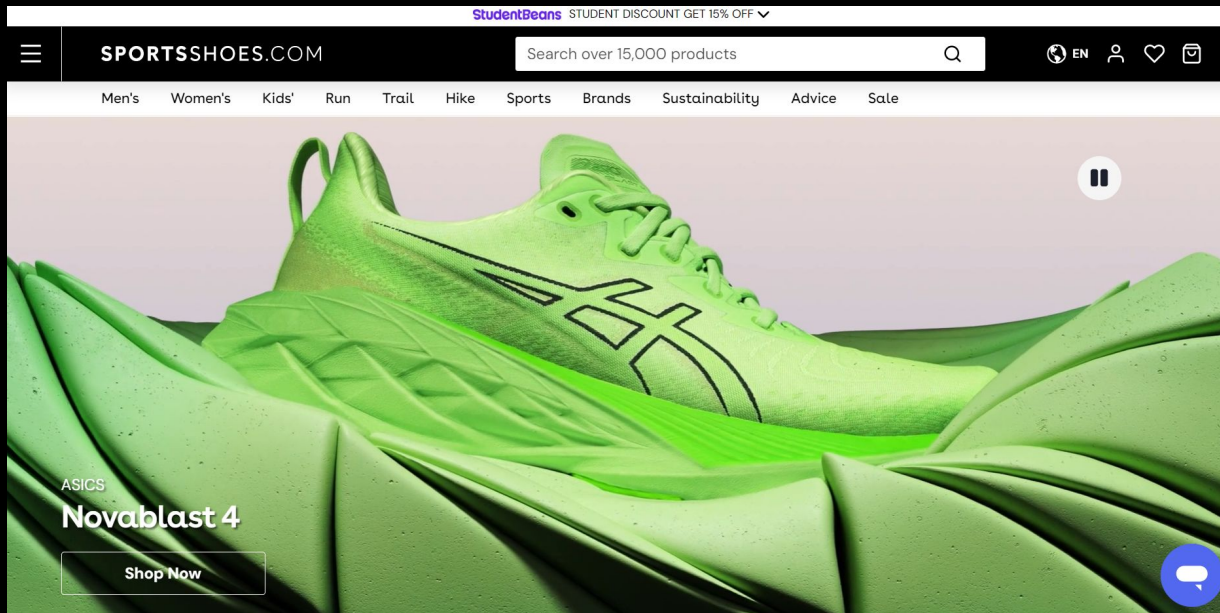 StudentBeans STUDENT DISCOUNT GET 15% OFF
SPORTSSHOES.COM
Search over 15,000 products
EN
Men's Women's Kids' Run Trail Hike Sports Brands Sustainability Advice Sale
ASICS
Novablast 4
Shop Now